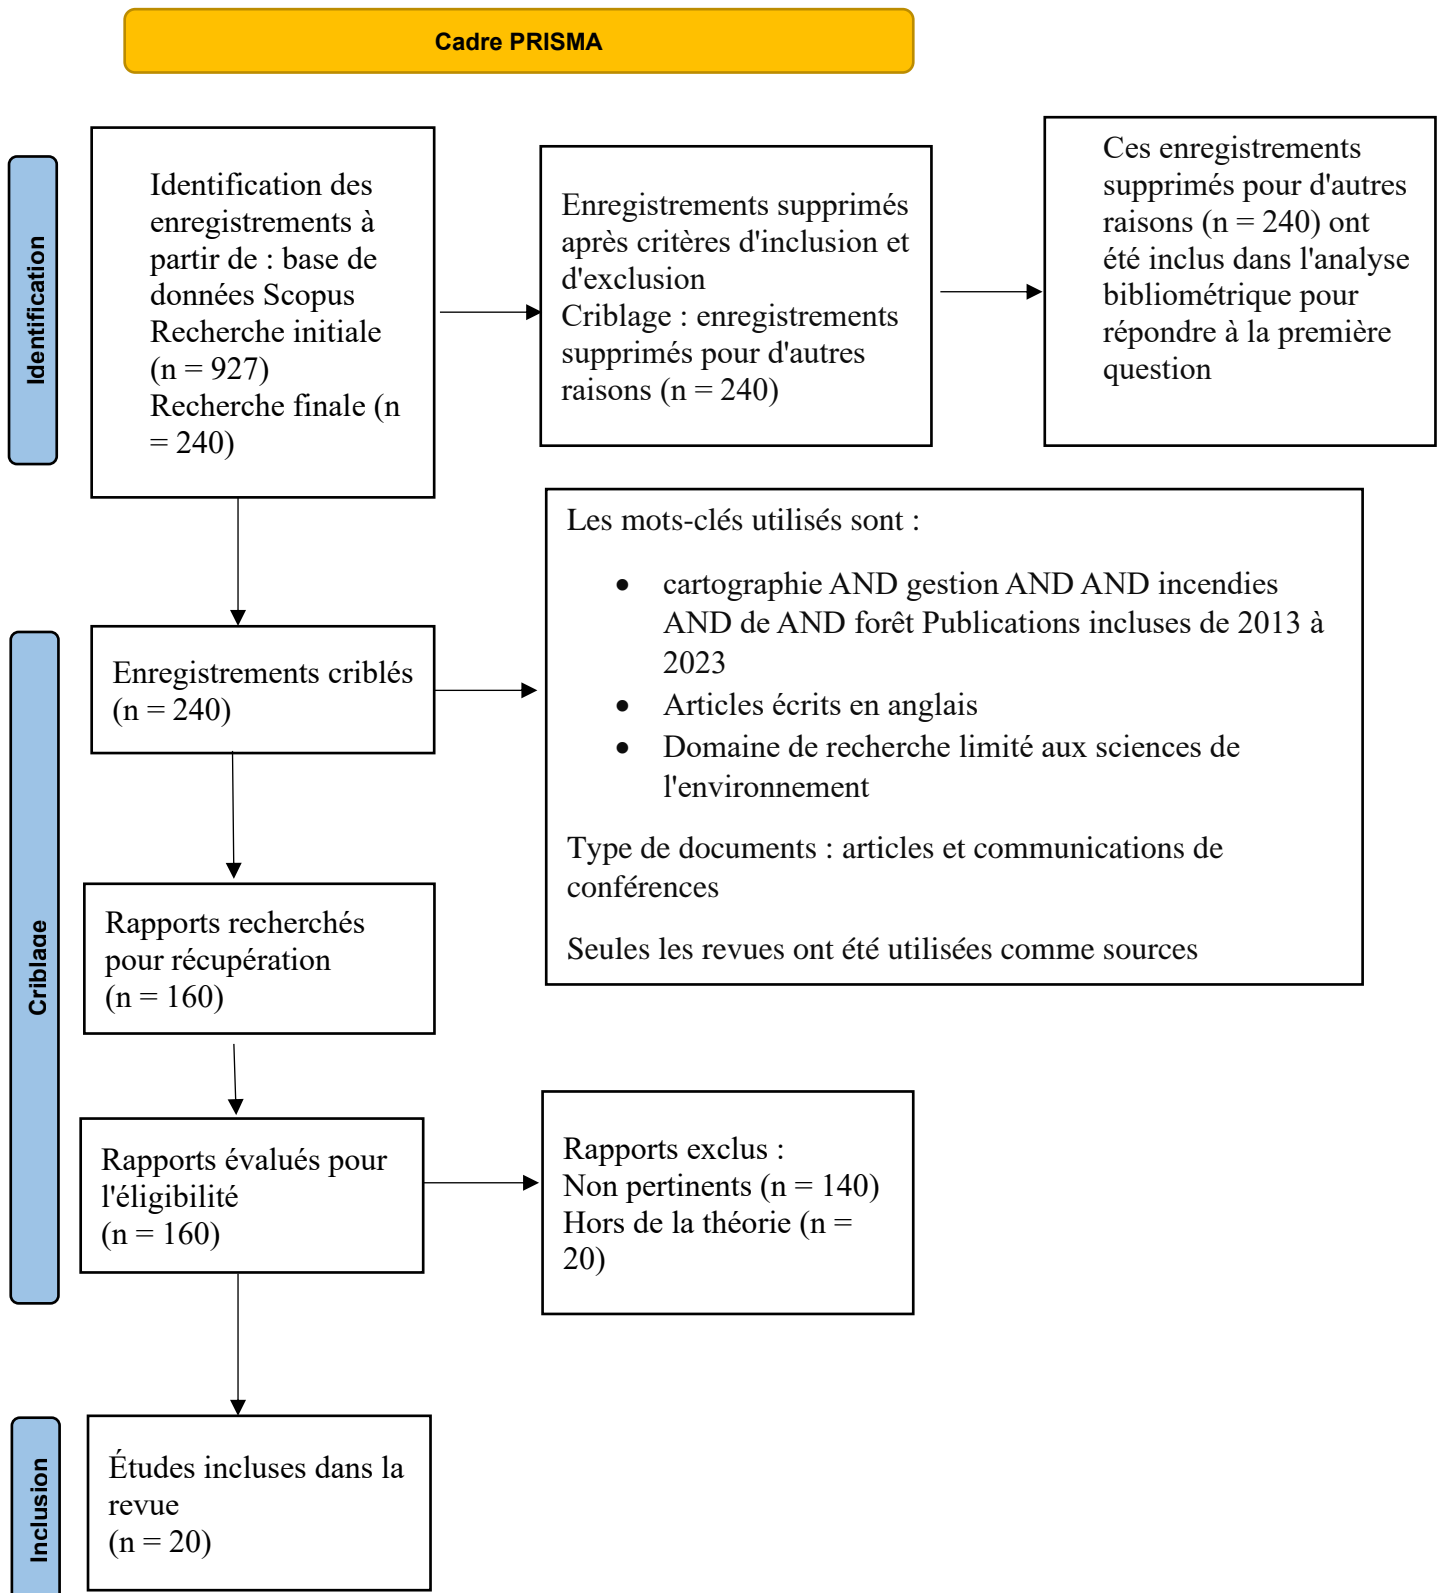 Cadre PRISMA
Identification
Identification des
enregistrements à
partir de : base de
données Scopus
Recherche initiale
(n = 927)
Recherche finale (n
= 240)
Enregistrements supprimés
après critères d'inclusion et
d'exclusion
Criblage : enregistrements
supprimés pour d'autres
raisons (n = 240)
Ces enregistrements
supprimés pour d'autres
raisons (n = 240) ont
été inclus dans l'analyse
bibliométrique pour
répondre à la première
question
Criblage
Enregistrements criblés
(n = 240)
Les mots-clés utilisés sont :
• cartographie AND gestion AND AND incendies
AND de AND forêt Publications incluses de 2013 à
2023
• Articles écrits en anglais
• Domaine de recherche limité aux sciences de
l'environnement
Type de documents : articles et communications de
conférences
Seules les revues ont été utilisées comme sources
Rapports recherchés
pour récupération
(n = 160)
Rapports évalués pour
l'éligibilité
(n = 160)
Rapports exclus :
Non pertinents (n = 140)
Hors de la théorie (n =
20)
Inclusion
Études incluses dans la
revue
(n = 20)